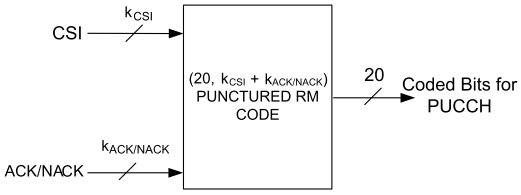 k_CSI
CSI
(20, k_CSI + k_ACK/NACK)
PUNCTURED RM
CODE
20
Coded Bits for
PUCCH
k_ACK/NACK
ACK/NACK